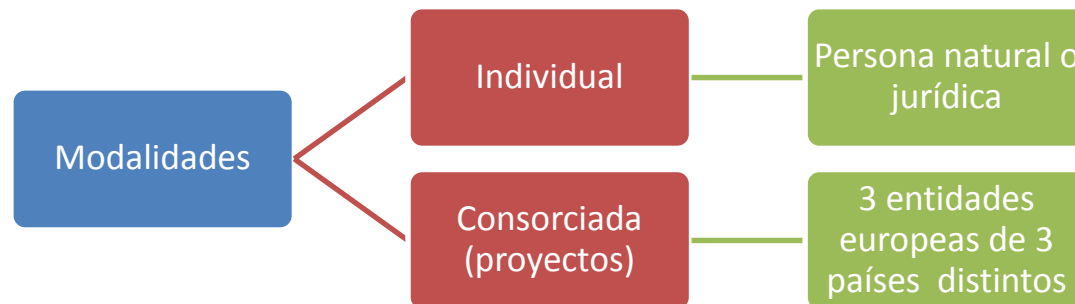 Modalidades
Individual
Persona natural o
jurídica
Consorciada
(proyectos)
3 entidades
europeas de 3
países distintos